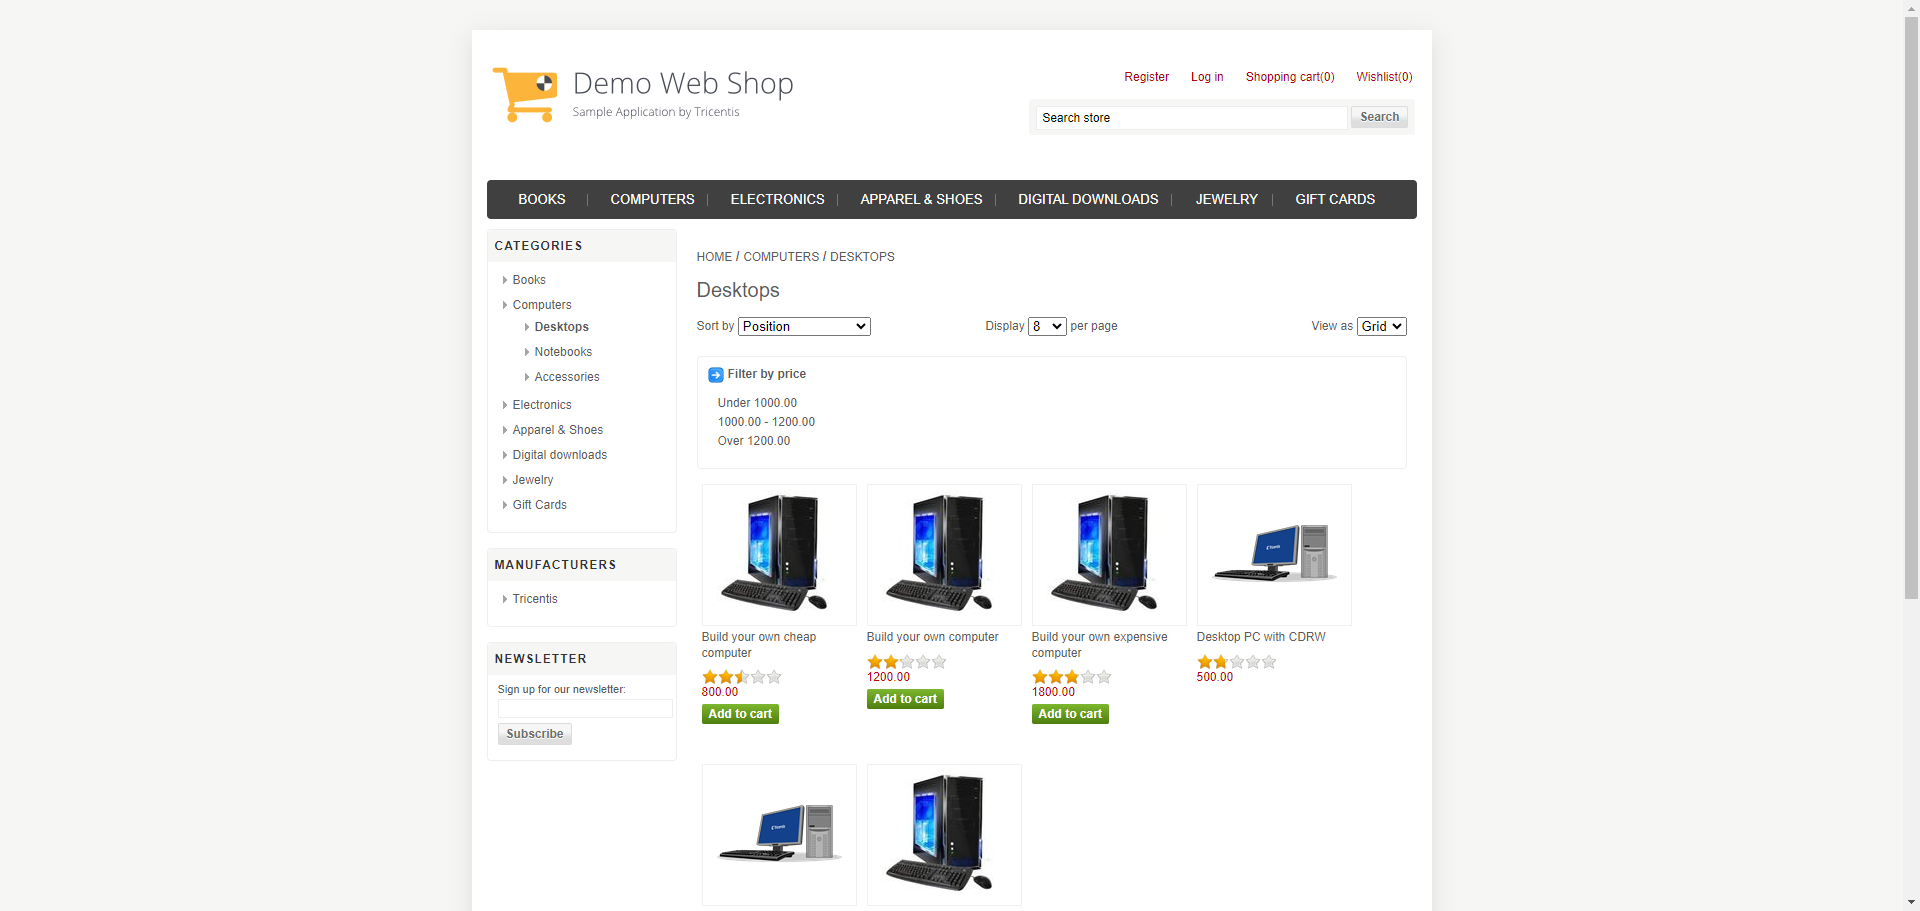 Demo Web Shop
Sample Application by Tricentis
Register
Log in
Shopping cart(0)
Wishlist(0)
Search store
Search
BOOKS
COMPUTERS
ELECTRONICS
APPAREL & SHOES
DIGITAL DOWNLOADS
JEWELRY
GIFT CARDS
CATEGORIES
Books
Computers
Desktops
Notebooks
Accessories
Electronics
Apparel & Shoes
Digital downloads
Jewelry
Gift Cards
MANUFACTURERS
Tricentis
NEWSLETTER
Sign up for our newsletter:
Subscribe
HOME / COMPUTERS / DESKTOPS
Desktops
Sort by Position
Display 8 per page
View as Grid
Filter by price
Under 1000.00
1000.00 - 1200.00
Over 1200.00
Build your own cheap
computer
800.00
Add to cart
Build your own computer
1200.00
Add to cart
Build your own expensive
computer
1800.00
Add to cart
Desktop PC with CDRW
500.00